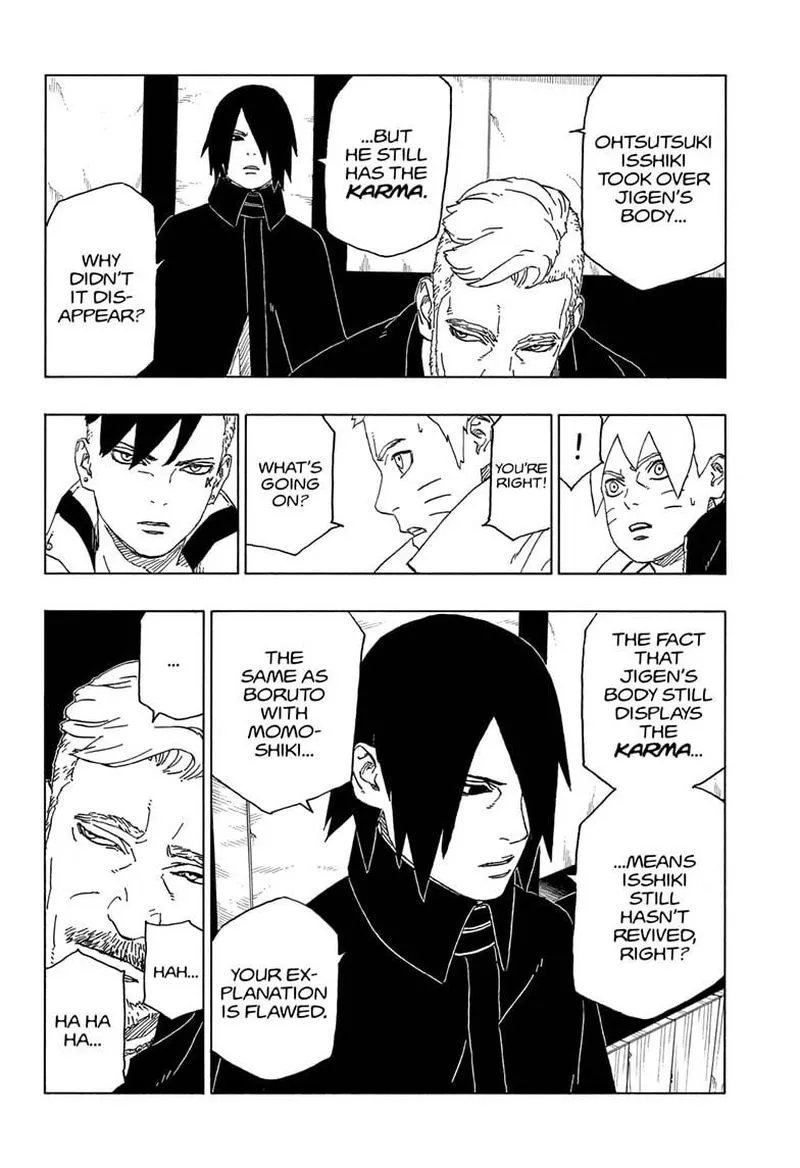 OHTSUTSUKI
ISSHIKI
TOOK OVER
JIGEN'S
BODY...
...BUT
HE STILL
HAS THE
KARMA.
WHY
DIDN'T
IT DIS-
APPEAR?
!
YOU'RE
RIGHT!
WHAT'S
GOING
ON?
THE FACT
THAT
JIGEN'S
BODY STILL
DISPLAYS
THE
KARMA...
...MEANS
ISSHIKI
STILL
HASN'T
REVIVED,
RIGHT?
THE
SAME AS
BORUTO
WITH
MOMO-
SHIKI...
YOUR EX-
PLANATION
IS FLAWED.
...
HAH...
HA HA
HA...